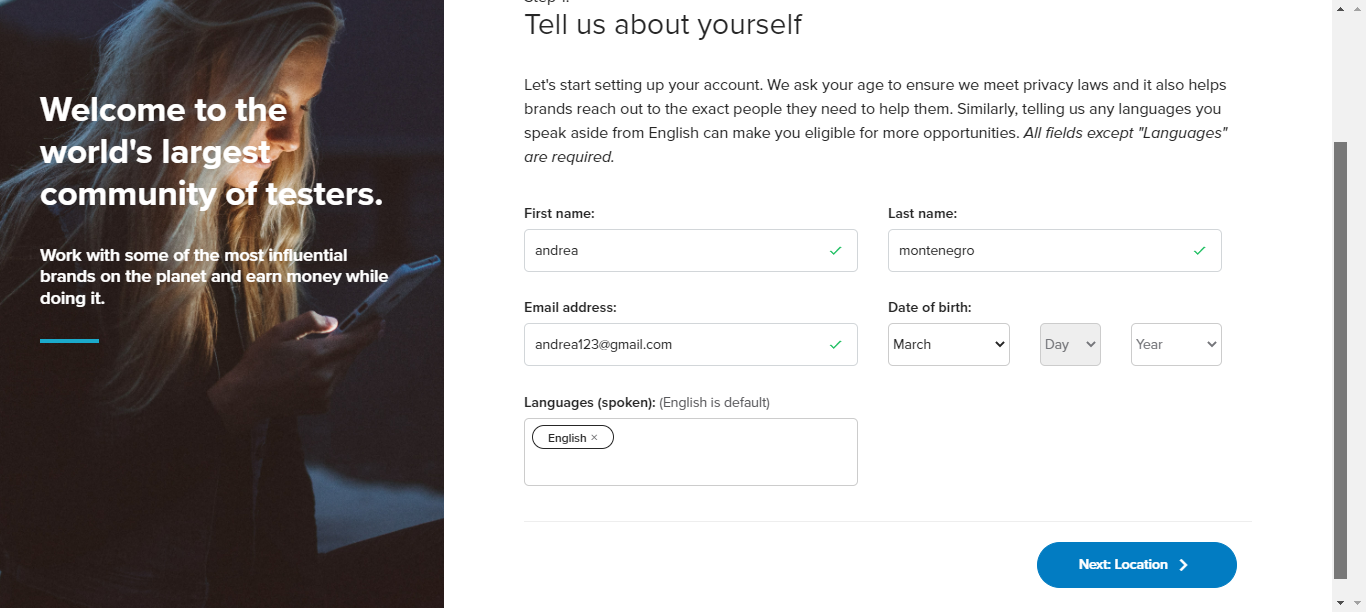 Welcome to the
world's largest
community of testers.
Work with some of the most influential
brands on the planet and earn money while
doing it.
Tell us about yourself
Let's start setting up your account. We ask your age to ensure we meet privacy laws and it also helps
brands reach out to the exact people they need to help them. Similarly, telling us any languages you
speak aside from English can make you eligible for more opportunities. All fields except "Languages"
are required.
First name:
Last name:
andrea
montenegro
Email address:
Date of birth:
andrea123@gmail.com
March
Day
Year
Languages (spoken): (English is default)
English ×
Next: Location